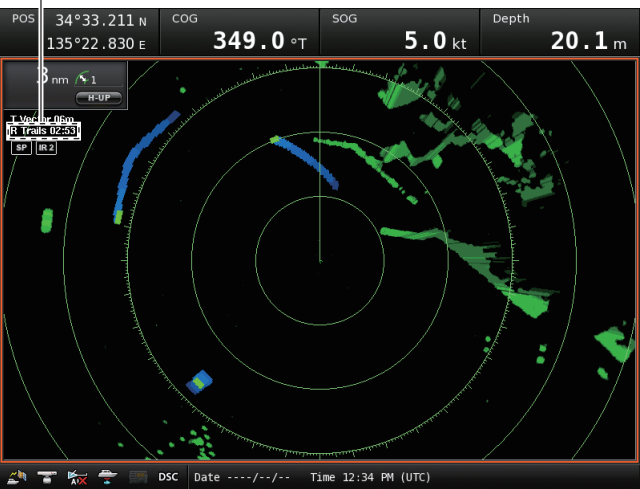 POS 34°33.211 N
135°22.830 E
COG
349.0 °T
SOG
5.0 kt
Depth
20.1 m
3 nm 1
H-UP
T Vector 06m
R Trails 02:53
SP IR 2
DSC Date ----/--/-- Time 12:34 PM (UTC)